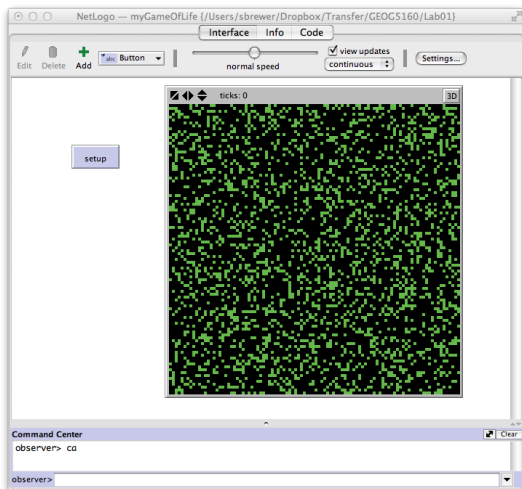 NetLogo — myGameOfLife {/Users/sbrewer/Dropbox/Transfer/GEOG5160/Lab01}
Interface Info Code
Edit Delete Add abc Button normal speed view updates continuous Settings...
ticks: 0 3D
setup
Command Center Clear
observer> ca
observer>